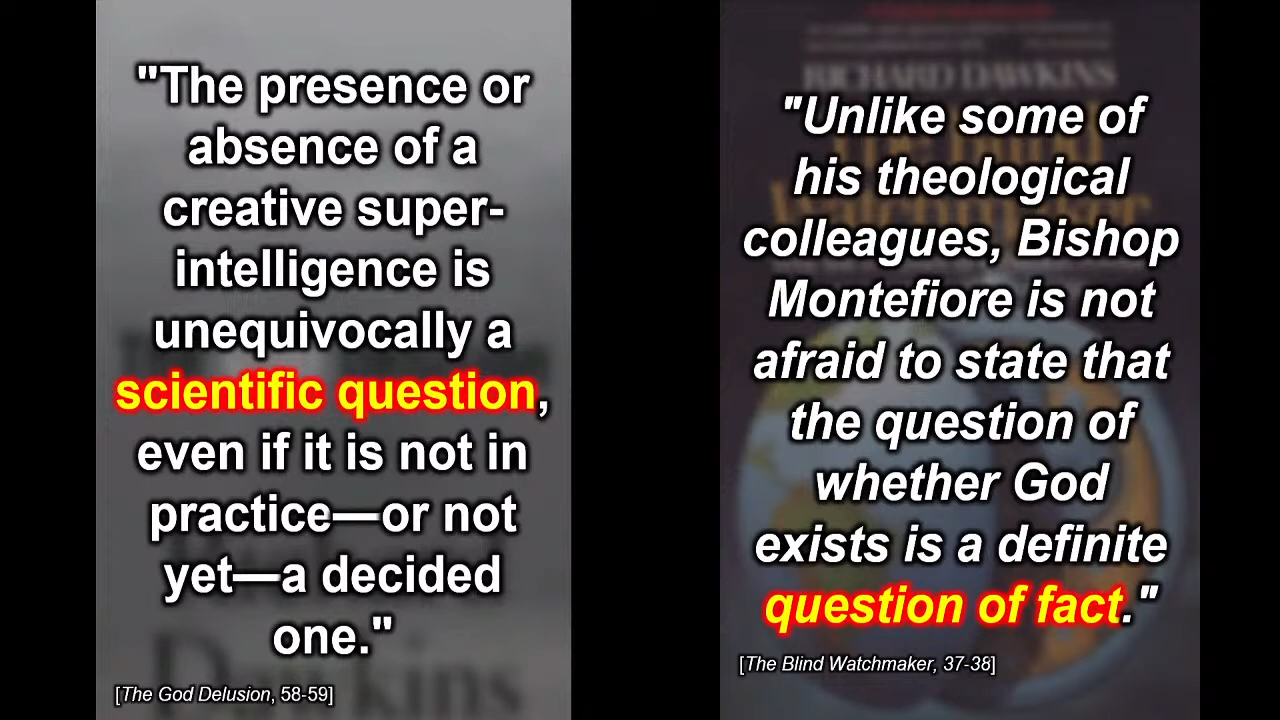 "The presence or
absence of a
creative super-
intelligence is
unequivocally a
scientific question,
even if it is not in
practice—or not
yet—a decided
one."
[The God Delusion, 58-59]
RICHARD DAWKINS
"Unlike some of
his theological
colleagues, Bishop
Montefiore is not
afraid to state that
the question of
whether God
exists is a definite
question of fact."
[The Blind Watchmaker, 37-38]